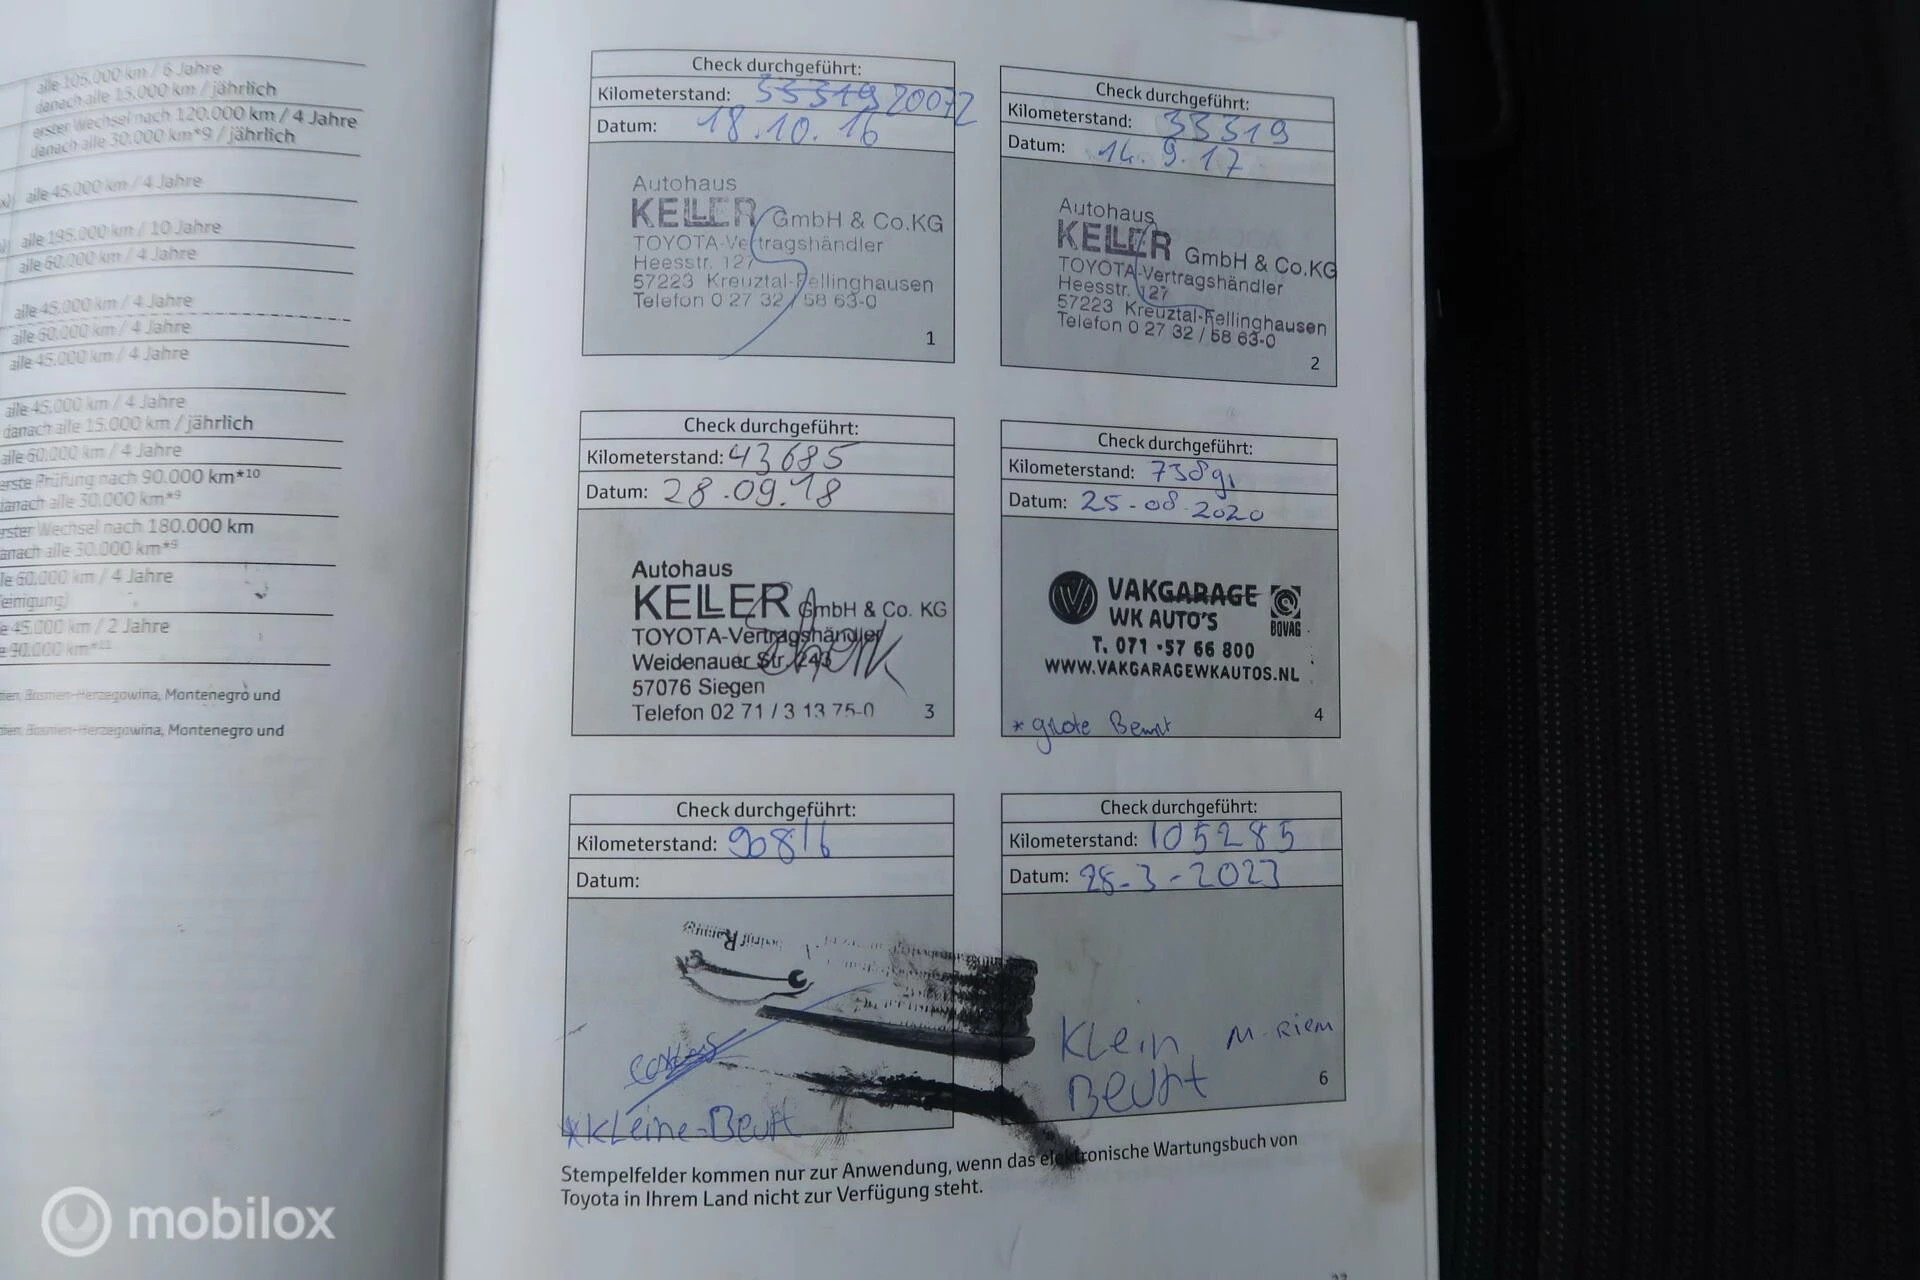 alle 105.000 km / 6 Jahre
danach alle 15.000 km / jährlich
erster Wechsel nach 120.000 km / 4 Jahre
danach alle 30.000 km*9 / jährlich
alle 45.000 km / 4 Jahre
alle 195.000 km / 10 Jahre
alle 60.000 km / 4 Jahre
alle 45.000 km / 4 Jahre
alle 60.000 km / 4 Jahre
alle 45.000 km / 4 Jahre
alle 45.000 km / 4 Jahre
danach alle 15.000 km / jährlich
alle 60.000 km / 4 Jahre
erste Prüfung nach 90.000 km*10
danach alle 30.000 km*9
erster Wechsel nach 180.000 km
danach alle 30.000 km*9
alle 60.000 km / 4 Jahre
45.000 km / 2 Jahre
90.000 km
Bosnien-Herzegowina, Montenegro und
Bosnien-Herzegowina, Montenegro und
Check durchgeführt:
Kilometerstand: 33319 20072
Datum: 18.10.16
Autohaus
KELLER GmbH & Co.KG
TOYOTA-Vertragshändler
Heesstr. 127
57223 Kreuztal-Fellinghausen
Telefon 0 27 32 / 58 63-0
1
Check durchgeführt:
Kilometerstand: 33319
Datum: 14.9.17
Autohaus
KELLER GmbH & Co.KG
TOYOTA-Vertragshändler
Heesstr. 127
57223 Kreuztal-Fellinghausen
Telefon 0 27 32 / 58 63-0
2
Check durchgeführt:
Kilometerstand: 43685
Datum: 28.09.18
Autohaus
KELLER GmbH & Co. KG
TOYOTA-Vertragshändler
Weidenauer Str. 243
57076 Siegen
Telefon 02 71 / 3 13 75-0
3
Check durchgeführt:
Kilometerstand: 73891
Datum: 25-08-2020
VAKGARAGE
WK AUTO'S
BOVAG
T. 071-57 66 800
WWW.VAKGARAGEWKAUTOS.NL
* grote Beurt
4
Check durchgeführt:
Kilometerstand: 90816
Datum:
*Kleine-Beurt
Check durchgeführt:
Kilometerstand: 105285
Datum: 28-3-2023
Klein M-Riem
Beurt
6
Stempelfelder kommen nur zur Anwendung, wenn das elektronische Wartungsbuch von
Toyota in Ihrem Land nicht zur Verfügung steht.
mobilox